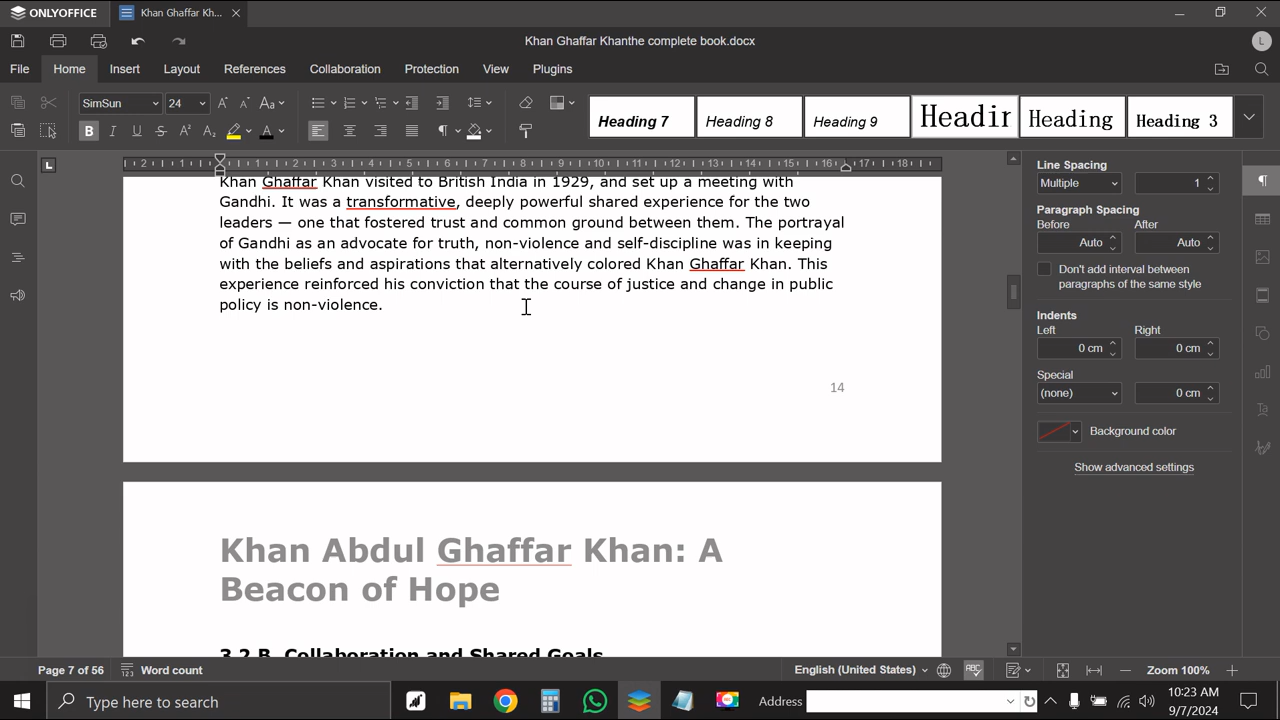 ONLYOFFICE
Khan Ghaffar Kh...
Khan Ghaffar Khanthe complete book.docx
L
File Home Insert Layout References Collaboration Protection View Plugins
SimSun 24
Heading 7 Heading 8 Heading 9 Headir Heading Heading 3
Khan Ghaffar Khan visited to British India in 1929, and set up a meeting with
Gandhi. It was a transformative, deeply powerful shared experience for the two
leaders — one that fostered trust and common ground between them. The portrayal
of Gandhi as an advocate for truth, non-violence and self-discipline was in keeping
with the beliefs and aspirations that alternatively colored Khan Ghaffar Khan. This
experience reinforced his conviction that the course of justice and change in public
policy is non-violence.
14
Khan Abdul Ghaffar Khan: A
Beacon of Hope
3.2 B. Collaboration and Shared Goals
Line Spacing
Multiple 1
Paragraph Spacing
Before After
Auto Auto
Don't add interval between
paragraphs of the same style
Indents
Left Right
0 cm 0 cm
Special
(none) 0 cm
Background color
Show advanced settings
Page 7 of 56 Word count English (United States) Zoom 100%
Type here to search Address 10:23 AM
9/7/2024